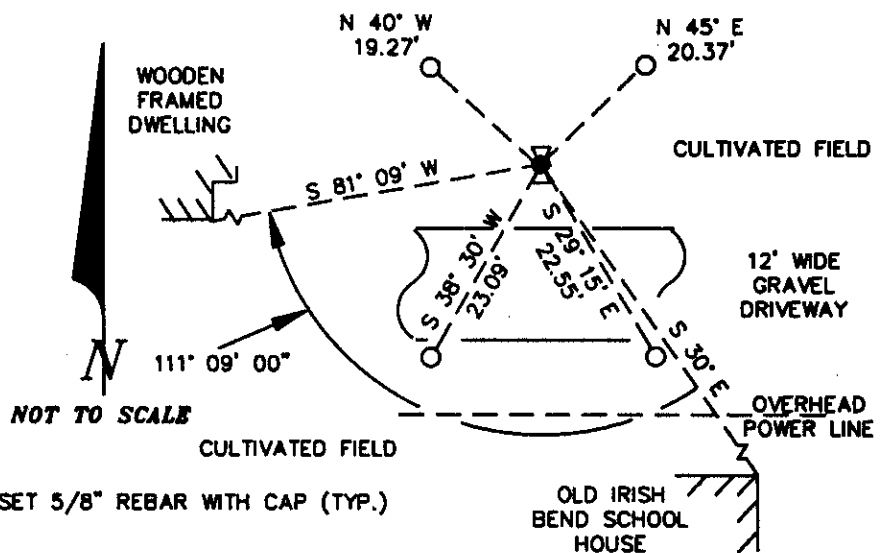 N 40° W
19.27'
N 45° E
20.37'
WOODEN
FRAMED
DWELLING
CULTIVATED FIELD
S 81° 09' W
S 38° 30' W
23.09'
S 29° 15' E
22.55'
12' WIDE
GRAVEL
DRIVEWAY
S 30° E
N
111° 09' 00"
NOT TO SCALE
OVERHEAD
POWER LINE
CULTIVATED FIELD
SET 5/8" REBAR WITH CAP (TYP.)
OLD IRISH
BEND SCHOOL
HOUSE